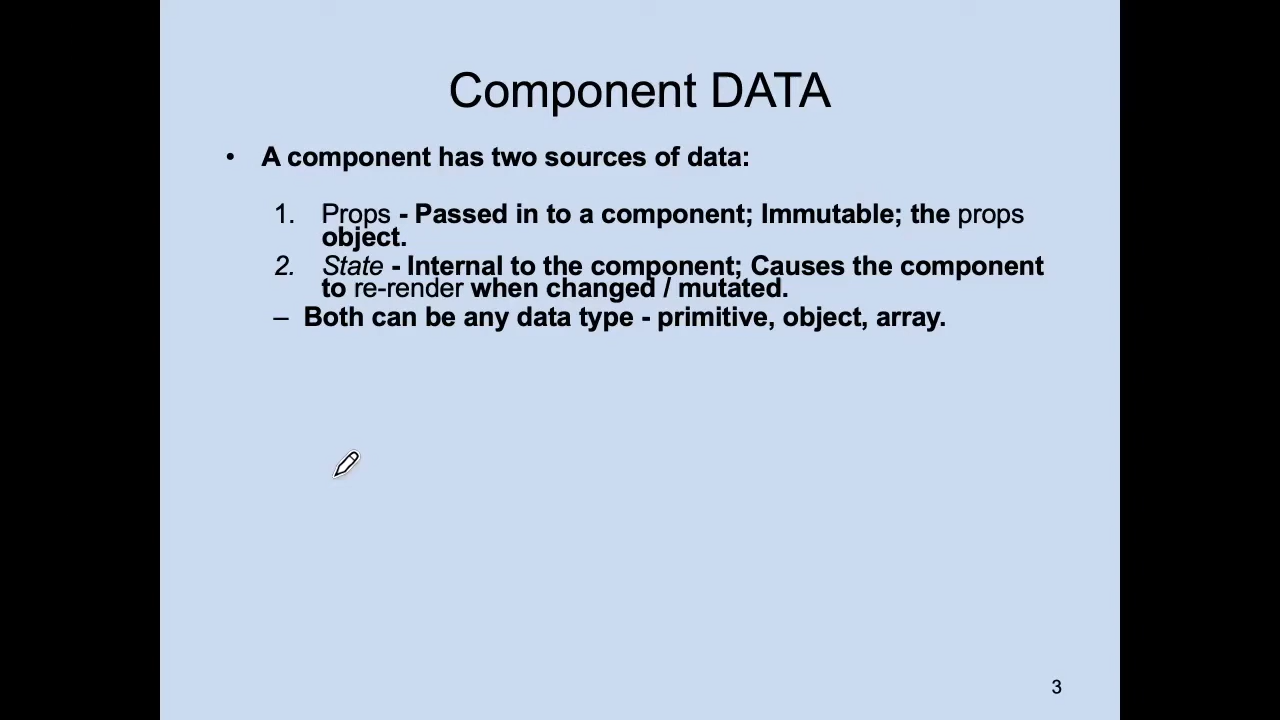 Component DATA
• A component has two sources of data:
1. Props - Passed in to a component; Immutable; the props
object.
2. State - Internal to the component; Causes the component
to re-render when changed / mutated.
– Both can be any data type - primitive, object, array.
3